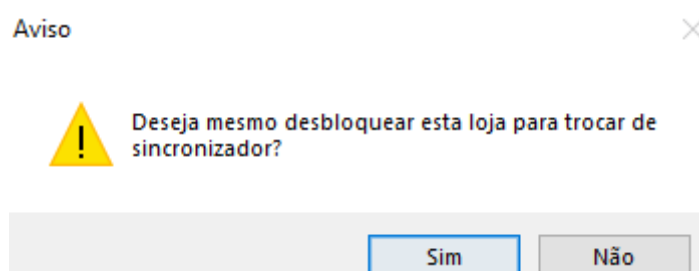 Aviso
Deseja mesmo desbloquear esta loja para trocar de
sincronizador?
Sim
Não